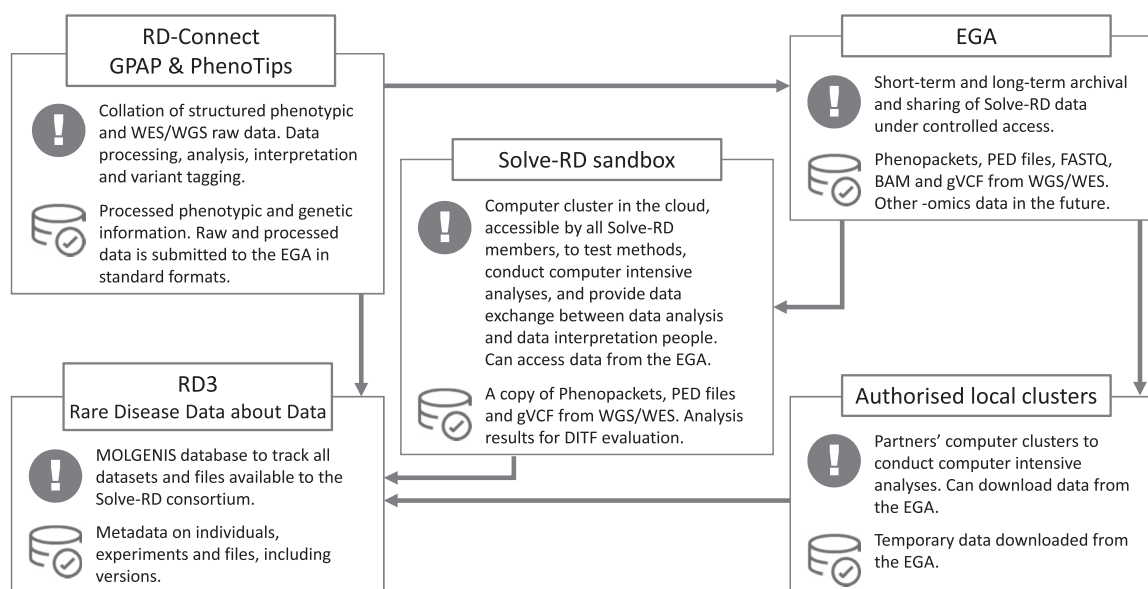 RD-Connect
GPAP & PhenoTips
!
Collation of structured phenotypic
and WES/WGS raw data. Data
processing, analysis, interpretation
and variant tagging.
Processed phenotypic and genetic
information. Raw and processed
data is submitted to the EGA in
standard formats.
EGA
!
Short-term and long-term archival
and sharing of Solve-RD data
under controlled access.
Phenopackets, PED files, FASTQ,
BAM and gVCF from WGS/WES.
Other -omics data in the future.
Solve-RD sandbox
!
Computer cluster in the cloud,
accessible by all Solve-RD
members, to test methods,
conduct computer intensive
analyses, and provide data
exchange between data analysis
and data interpretation people.
Can access data from the EGA.
A copy of Phenopackets, PED files
and gVCF from WGS/WES. Analysis
results for DITF evaluation.
RD3
Rare Disease Data about Data
!
MOLGENIS database to track all
datasets and files available to the
Solve-RD consortium.
Metadata on individuals,
experiments and files, including
versions.
Authorised local clusters
!
Partners’ computer clusters to
conduct computer intensive
analyses. Can download data from
the EGA.
Temporary data downloaded from
the EGA.